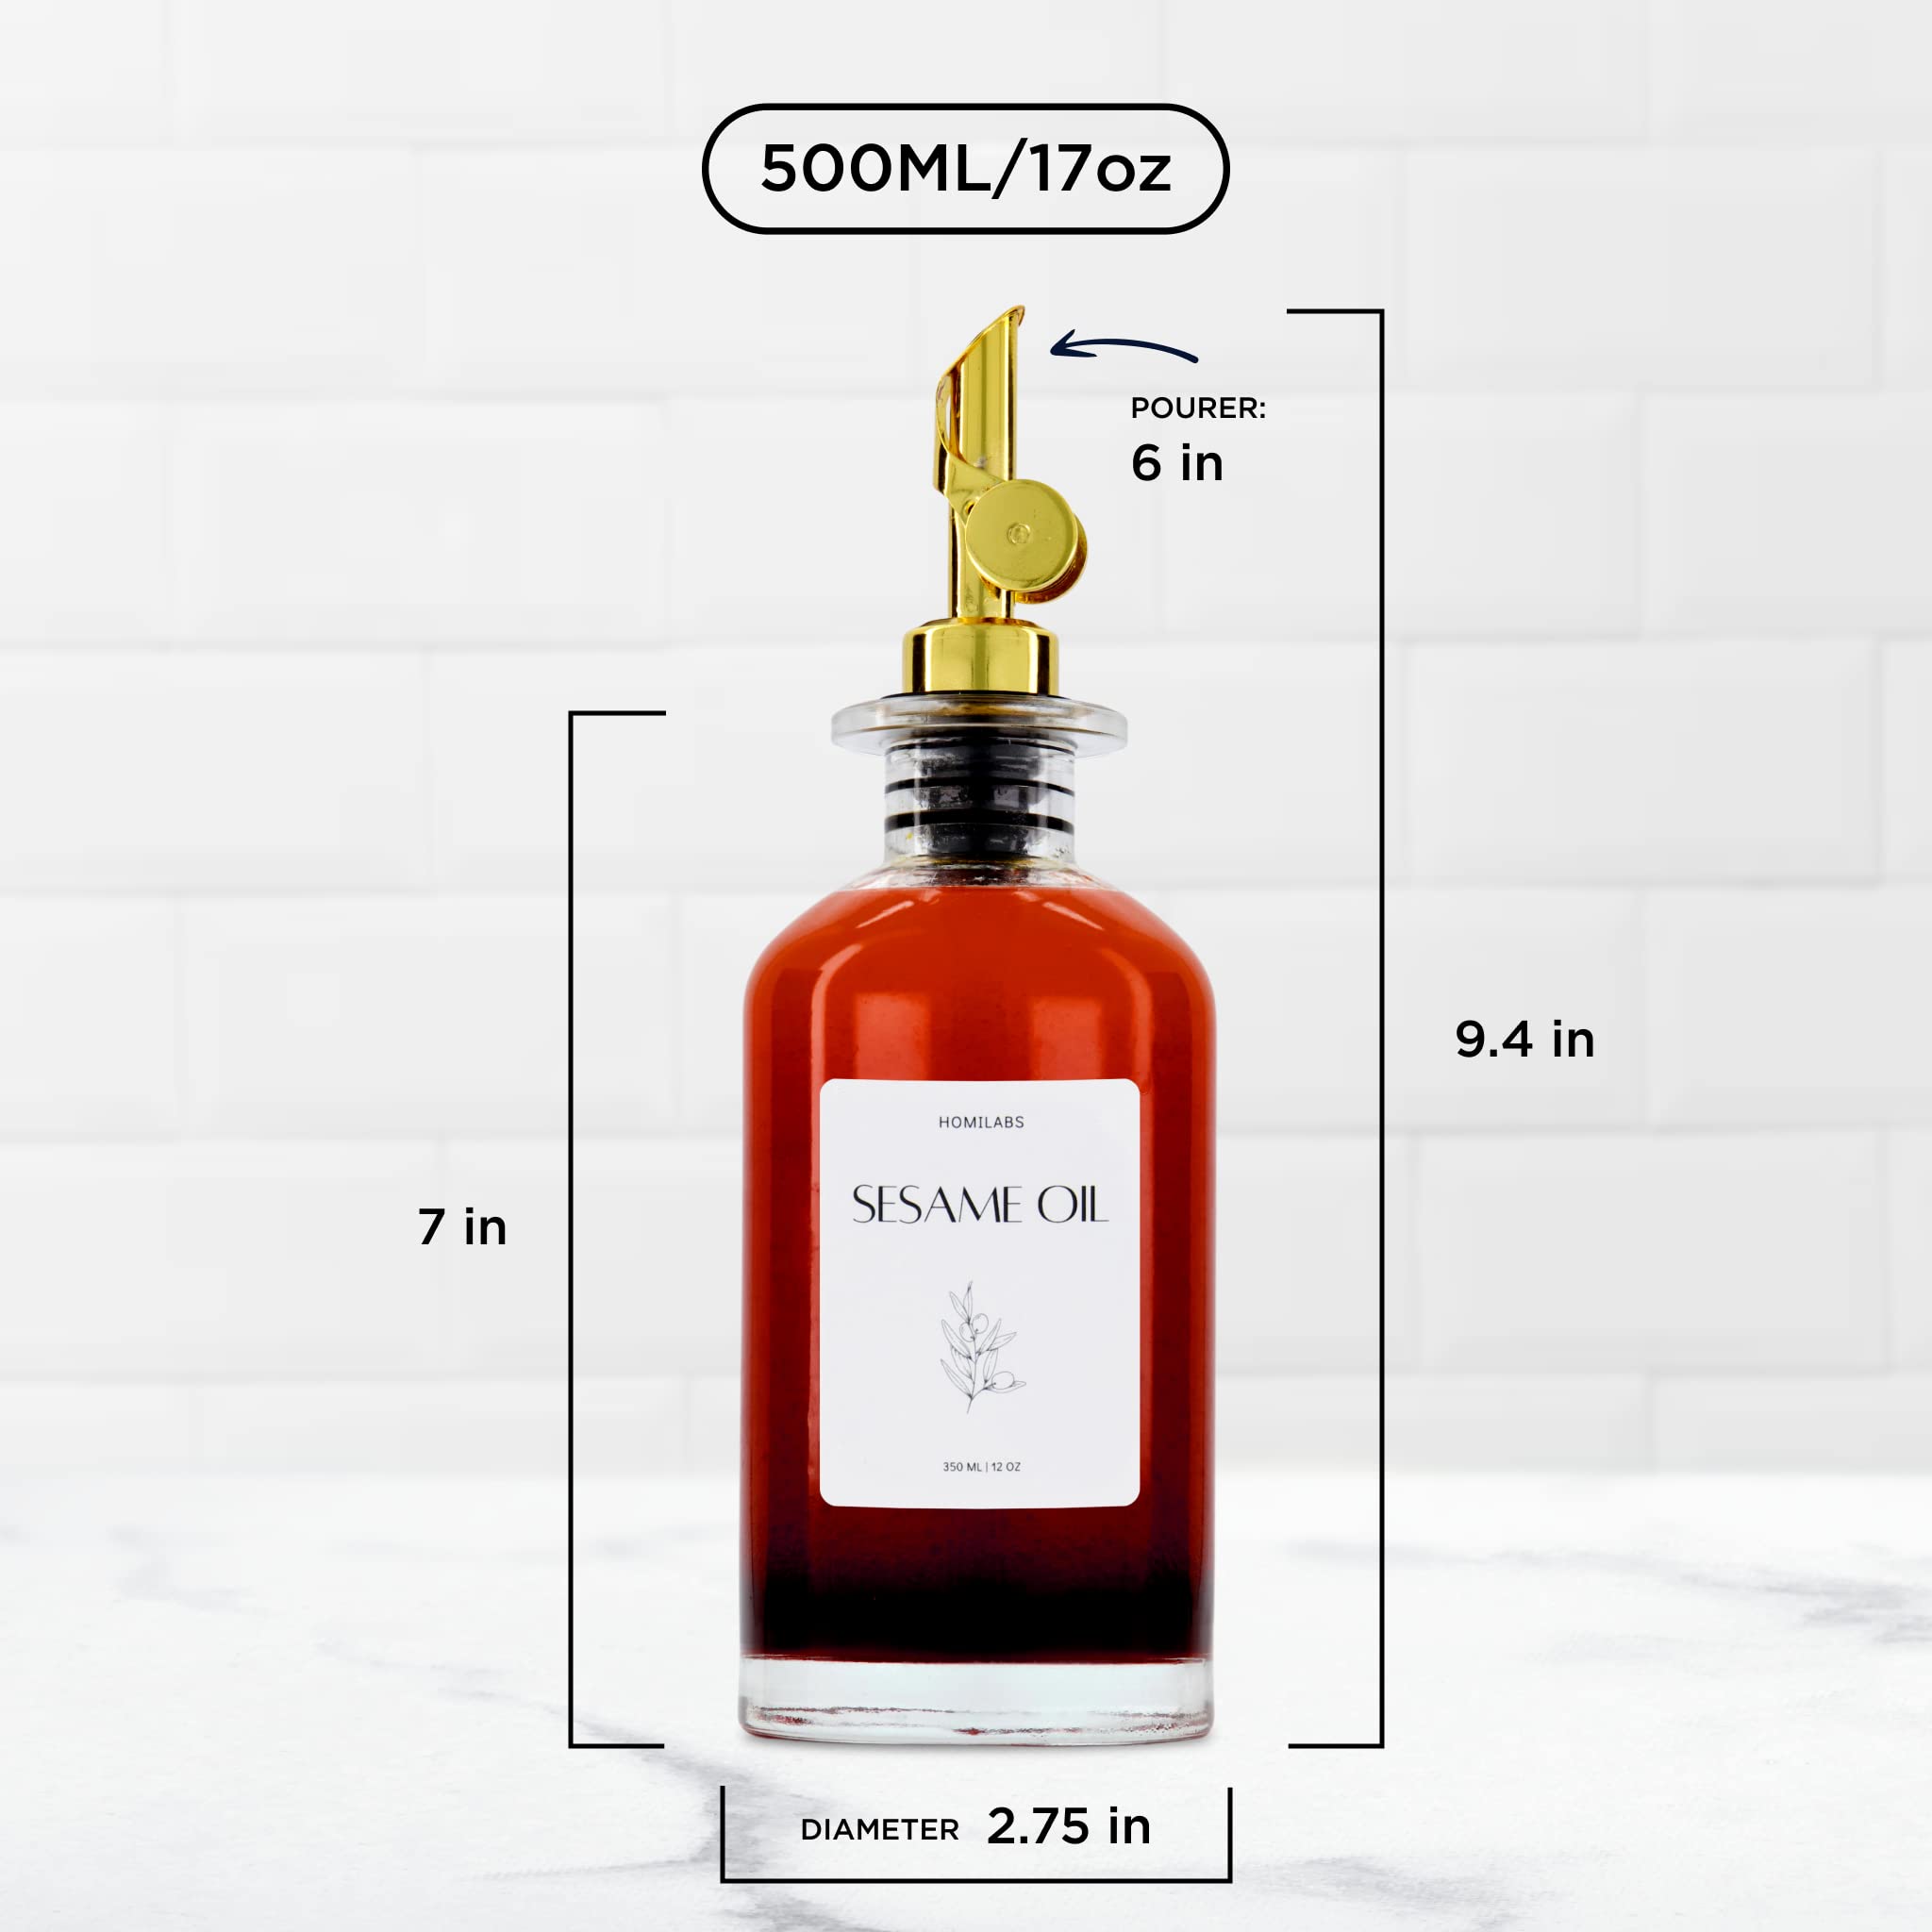 500ML/17oz
POURER:
6 in
9.4 in
7 in
HOMILABS
SESAME OIL
350 ML | 12 OZ
DIAMETER 2.75 in